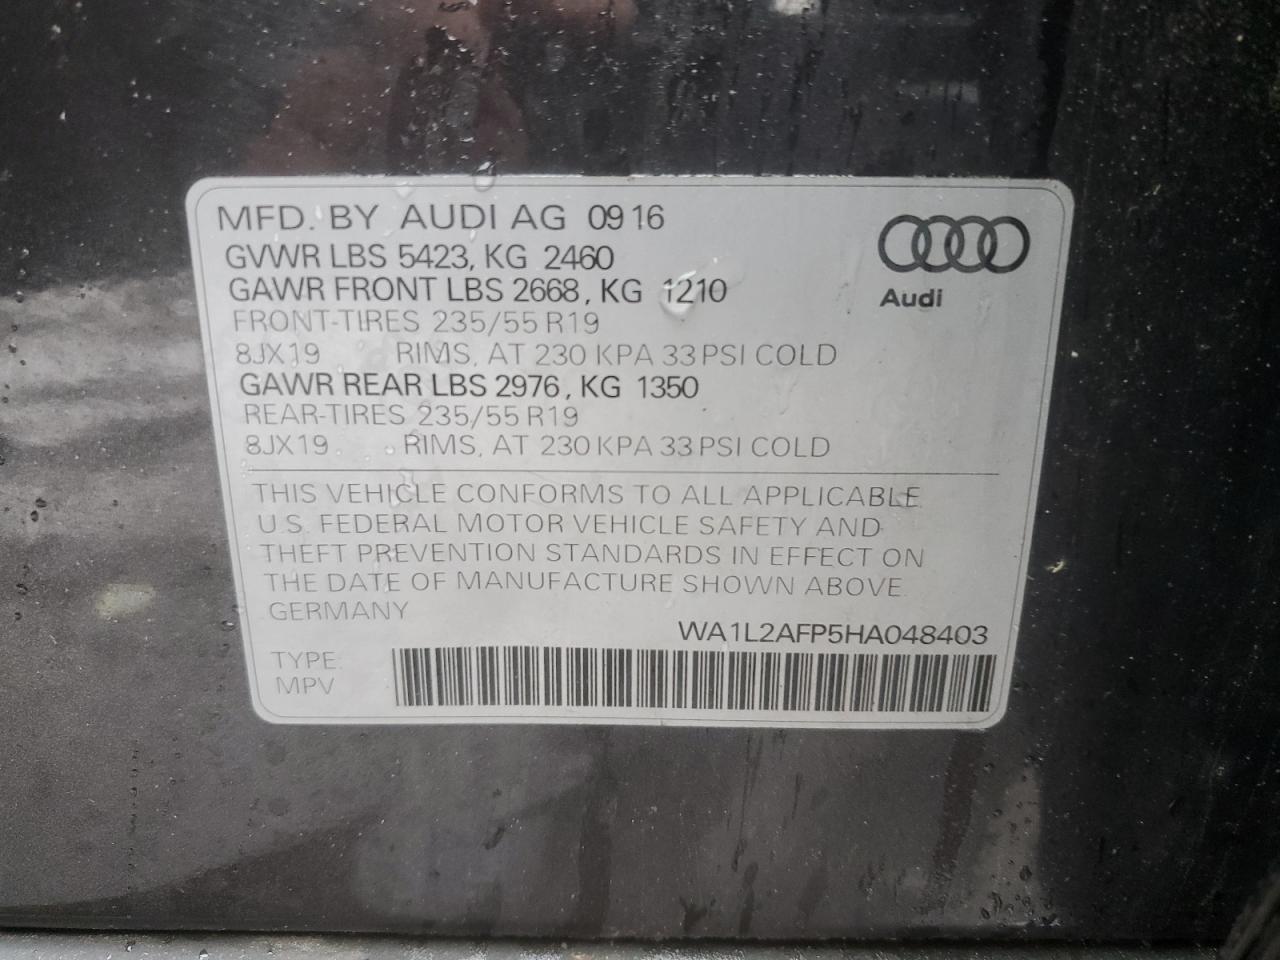 MFD. BY AUDI AG 09 16
GVWR LBS 5423, KG 2460
GAWR FRONT LBS 2668, KG 1210
FRONT-TIRES 235/55 R19
8JX19 RIMS, AT 230 KPA 33 PSI COLD
GAWR REAR LBS 2976, KG 1350
REAR-TIRES 235/55 R19
8JX19 RIMS, AT 230 KPA 33 PSI COLD
Audi
THIS VEHICLE CONFORMS TO ALL APPLICABLE
U.S. FEDERAL MOTOR VEHICLE SAFETY AND
THEFT PREVENTION STANDARDS IN EFFECT ON
THE DATE OF MANUFACTURE SHOWN ABOVE.
GERMANY
WA1L2AFP5HA048403
TYPE:
MPV